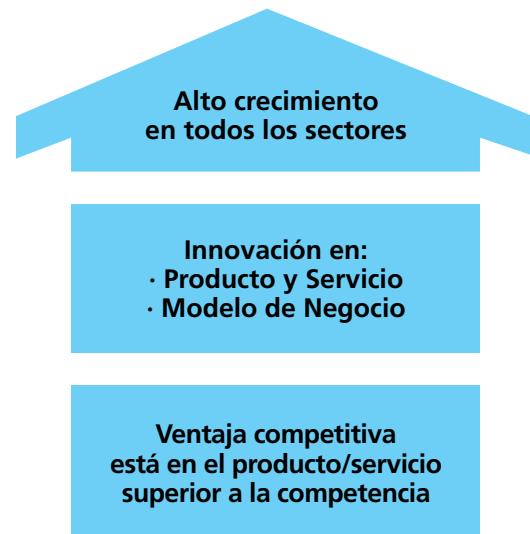 Alto crecimiento
en todos los sectores
Innovación en:
· Producto y Servicio
· Modelo de Negocio
Ventaja competitiva
está en el producto/servicio
superior a la competencia